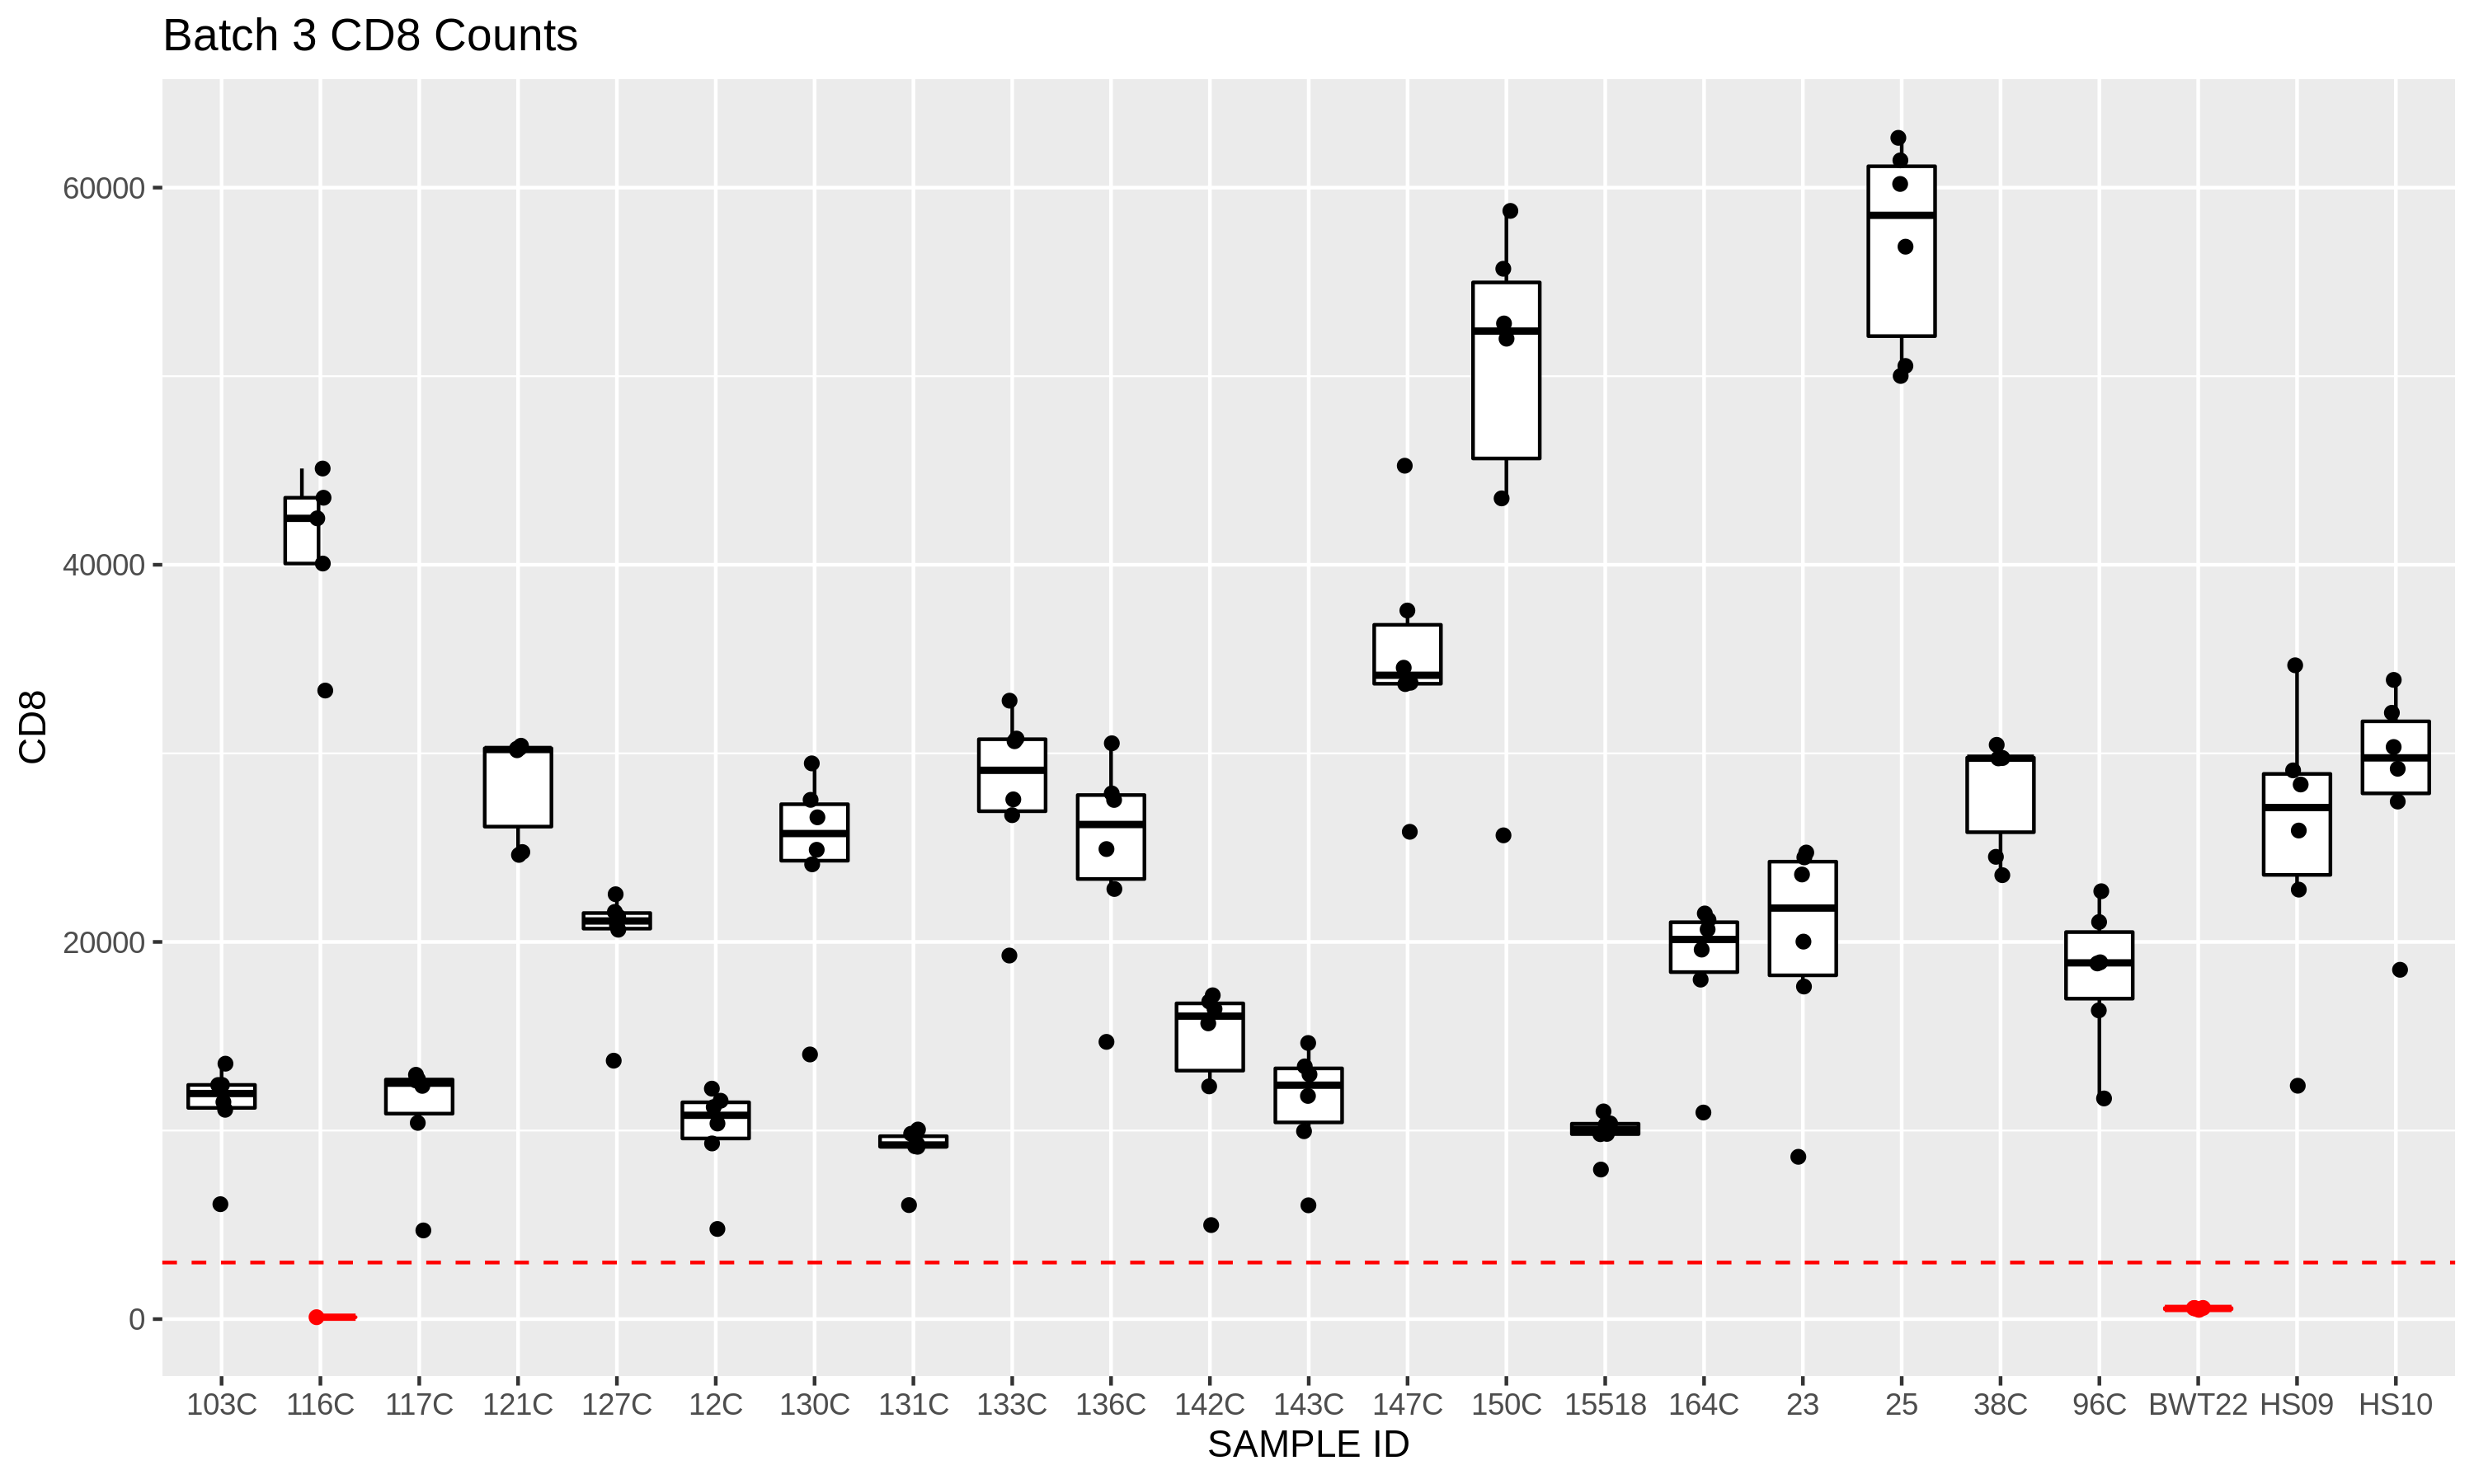 Batch 3 CD8 Counts
CD8
60000
40000
20000
0
103C 116C 117C 121C 127C 12C 130C 131C 133C 136C 142C 143C 147C 150C 15518 164C 23 25 38C 96C BWT22 HS09 HS10
SAMPLE ID